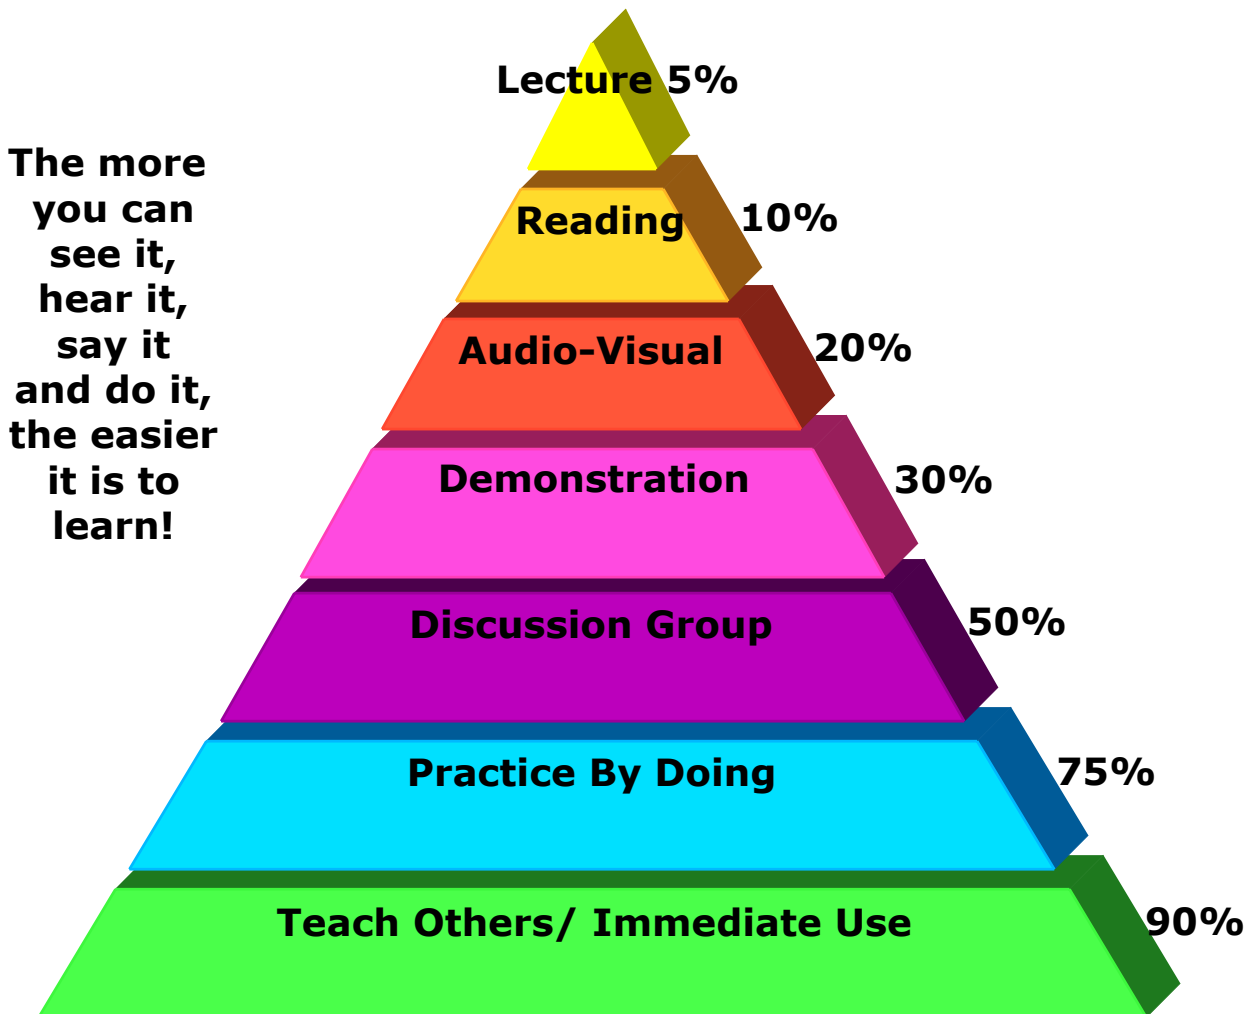 Lecture 5%
The more
you can
see it,
hear it,
say it
and do it,
the easier
it is to
learn!
Reading 10%
Audio-Visual 20%
Demonstration 30%
Discussion Group 50%
Practice By Doing 75%
Teach Others/ Immediate Use 90%